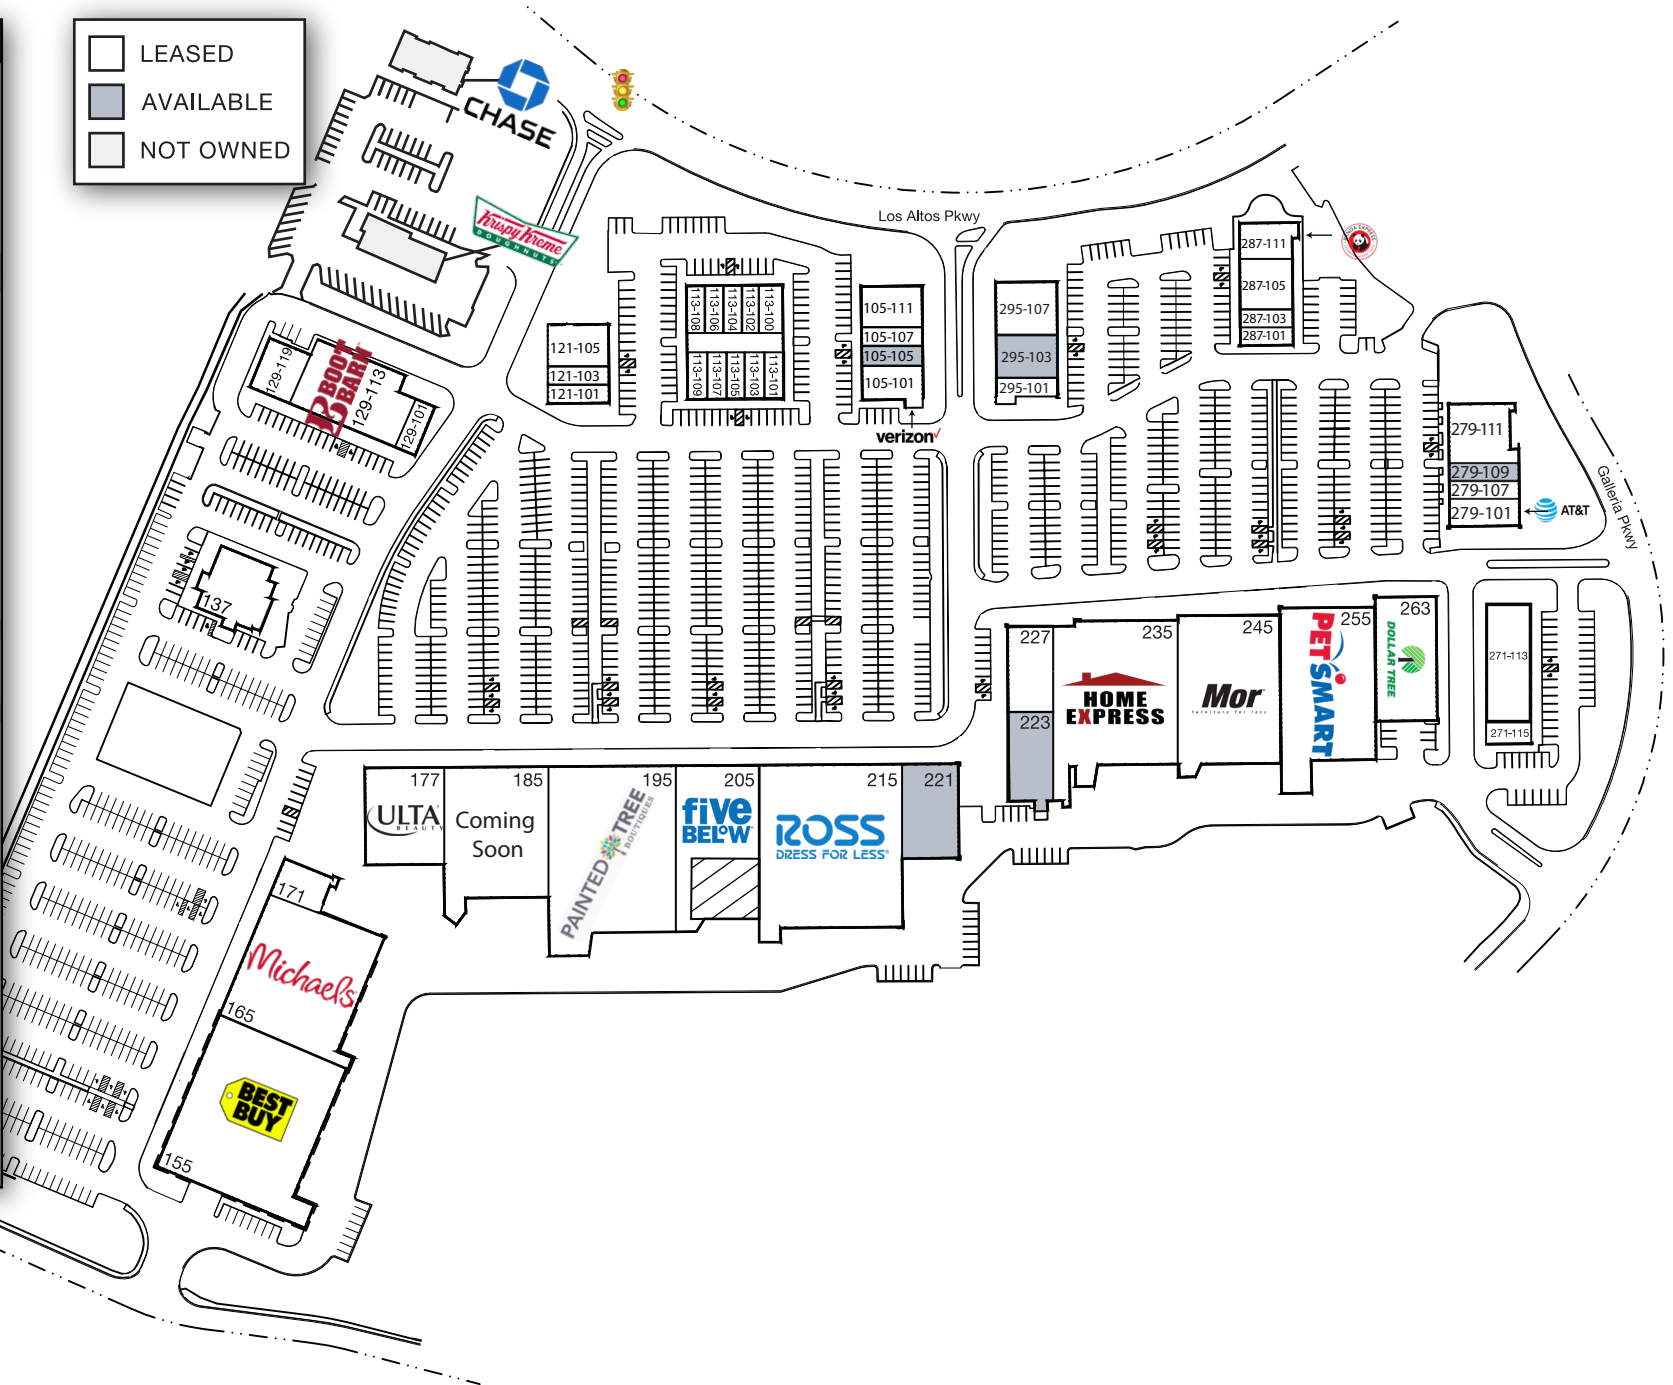 LEASED
AVAILABLE
NOT OWNED
CHASE
Krispy Kreme
DOUGHNUTS
Los Altos Pkwy
PANDA EXPRESS
287-111
287-105
287-103
287-101
113-108
113-106
113-104
113-102
113-100
113-109
113-107
113-105
113-103
113-101
105-111
105-107
105-105
105-101
verizon
295-107
295-103
295-101
121-105
121-103
121-101
129-119
BOOT
BARN
129-113
129-101
279-111
279-109
279-107
279-101
AT&T
Galleria Pkwy
137
227
223
235
HOME
EXPRESS
245
Mor
furniture for less
255
PETSMART
263
DOLLAR TREE
271-113
271-115
177
ULTA
BEAUTY
185
Coming
Soon
195
PAINTED TREE
BOUTIQUES
205
five
BELOW
215
ROSS
DRESS FOR LESS
221
171
Michaels
165
BEST
BUY
155